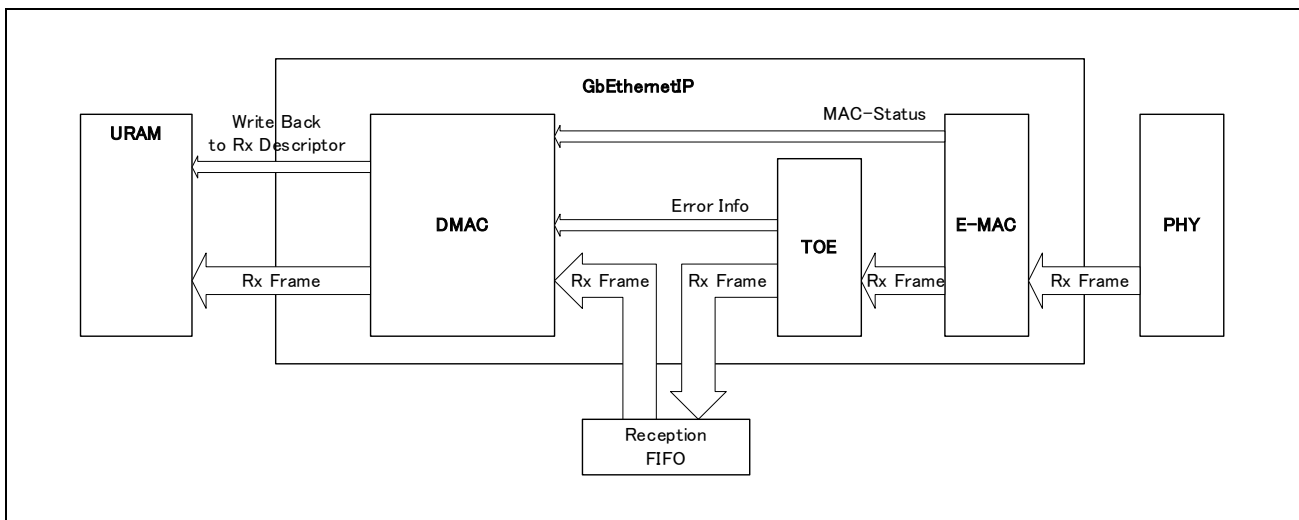 GbEthernetIP
URAM
Write Back
to Rx Descriptor
MAC-Status
Error Info
DMAC
TOE
E-MAC
PHY
Rx Frame
Rx Frame
Rx Frame
Rx Frame
Rx Frame
Reception
FIFO